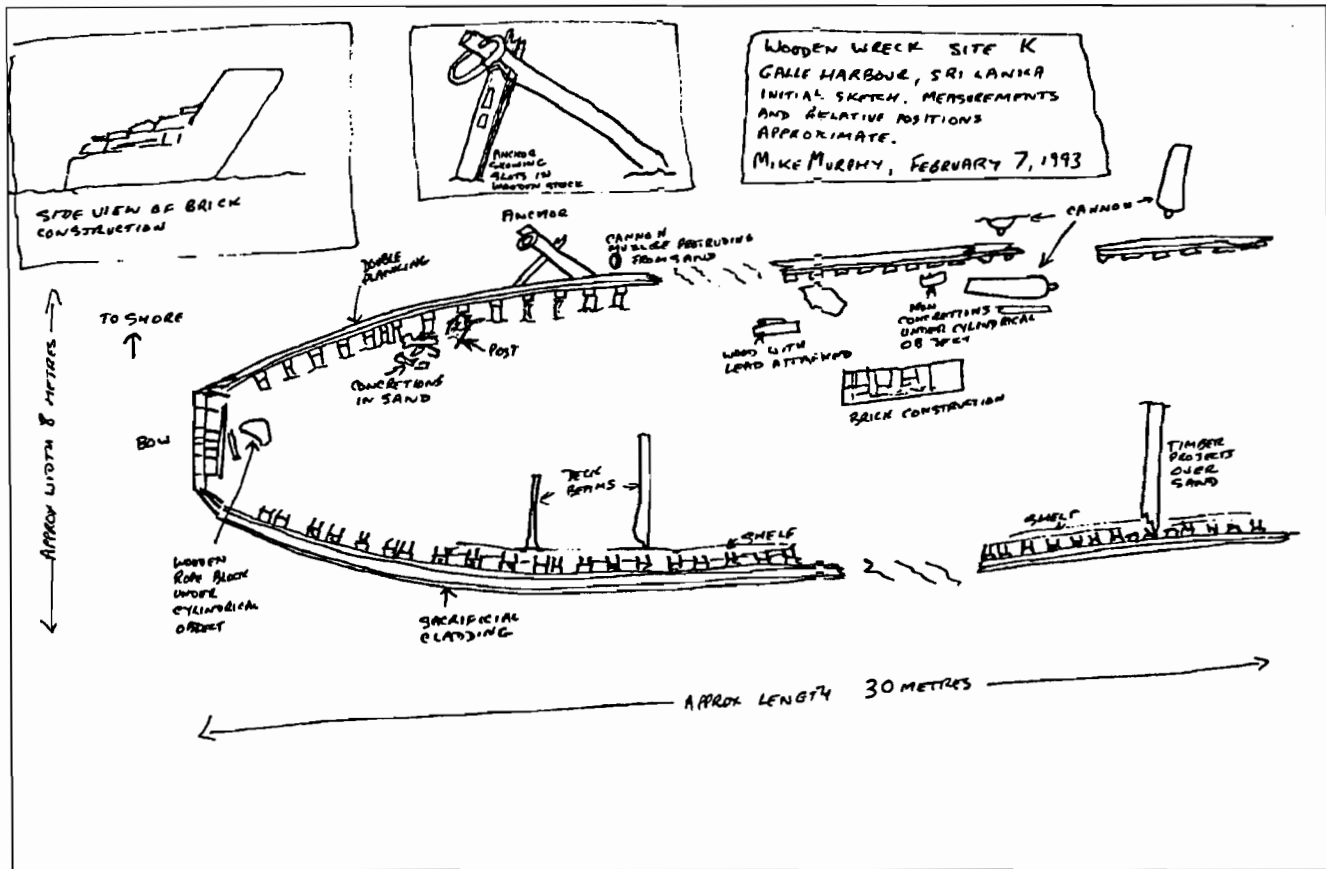 SIDE VIEW OF BRICK
CONSTRUCTION
ANCHOR
SHOWING
SLOTS IN
WOODEN STOCK
WOODEN WRECK SITE K
GALLE HARBOUR, SRI LANKA
INITIAL SKETCH. MEASUREMENTS
AND RELATIVE POSITIONS
APPROXIMATE.
MIKE MURPHY, FEBRUARY 7, 1993
CANNON
ANCHOR
CANNON
MUZZLE PROTRUDING
FROM SAND
DOUBLE
PLANKING
TO SHORE
POST
CONCRETIONS
IN SAND
WOOD WITH
LEAD ATTACHED
CONCRETIONS
UNDER CYLINDRICAL
OBJECT
BRICK CONSTRUCTION
BOW
APPROX WIDTH 8 METRES
DECK
BEAMS
TIMBER
PROJECTS
OVER
SAND
SHELF
SHELF
WOODEN
ROPE BLOCK
UNDER
CYLINDRICAL
OBJECT
SACRIFICIAL
CLADDING
APPROX LENGTH 30 METRES